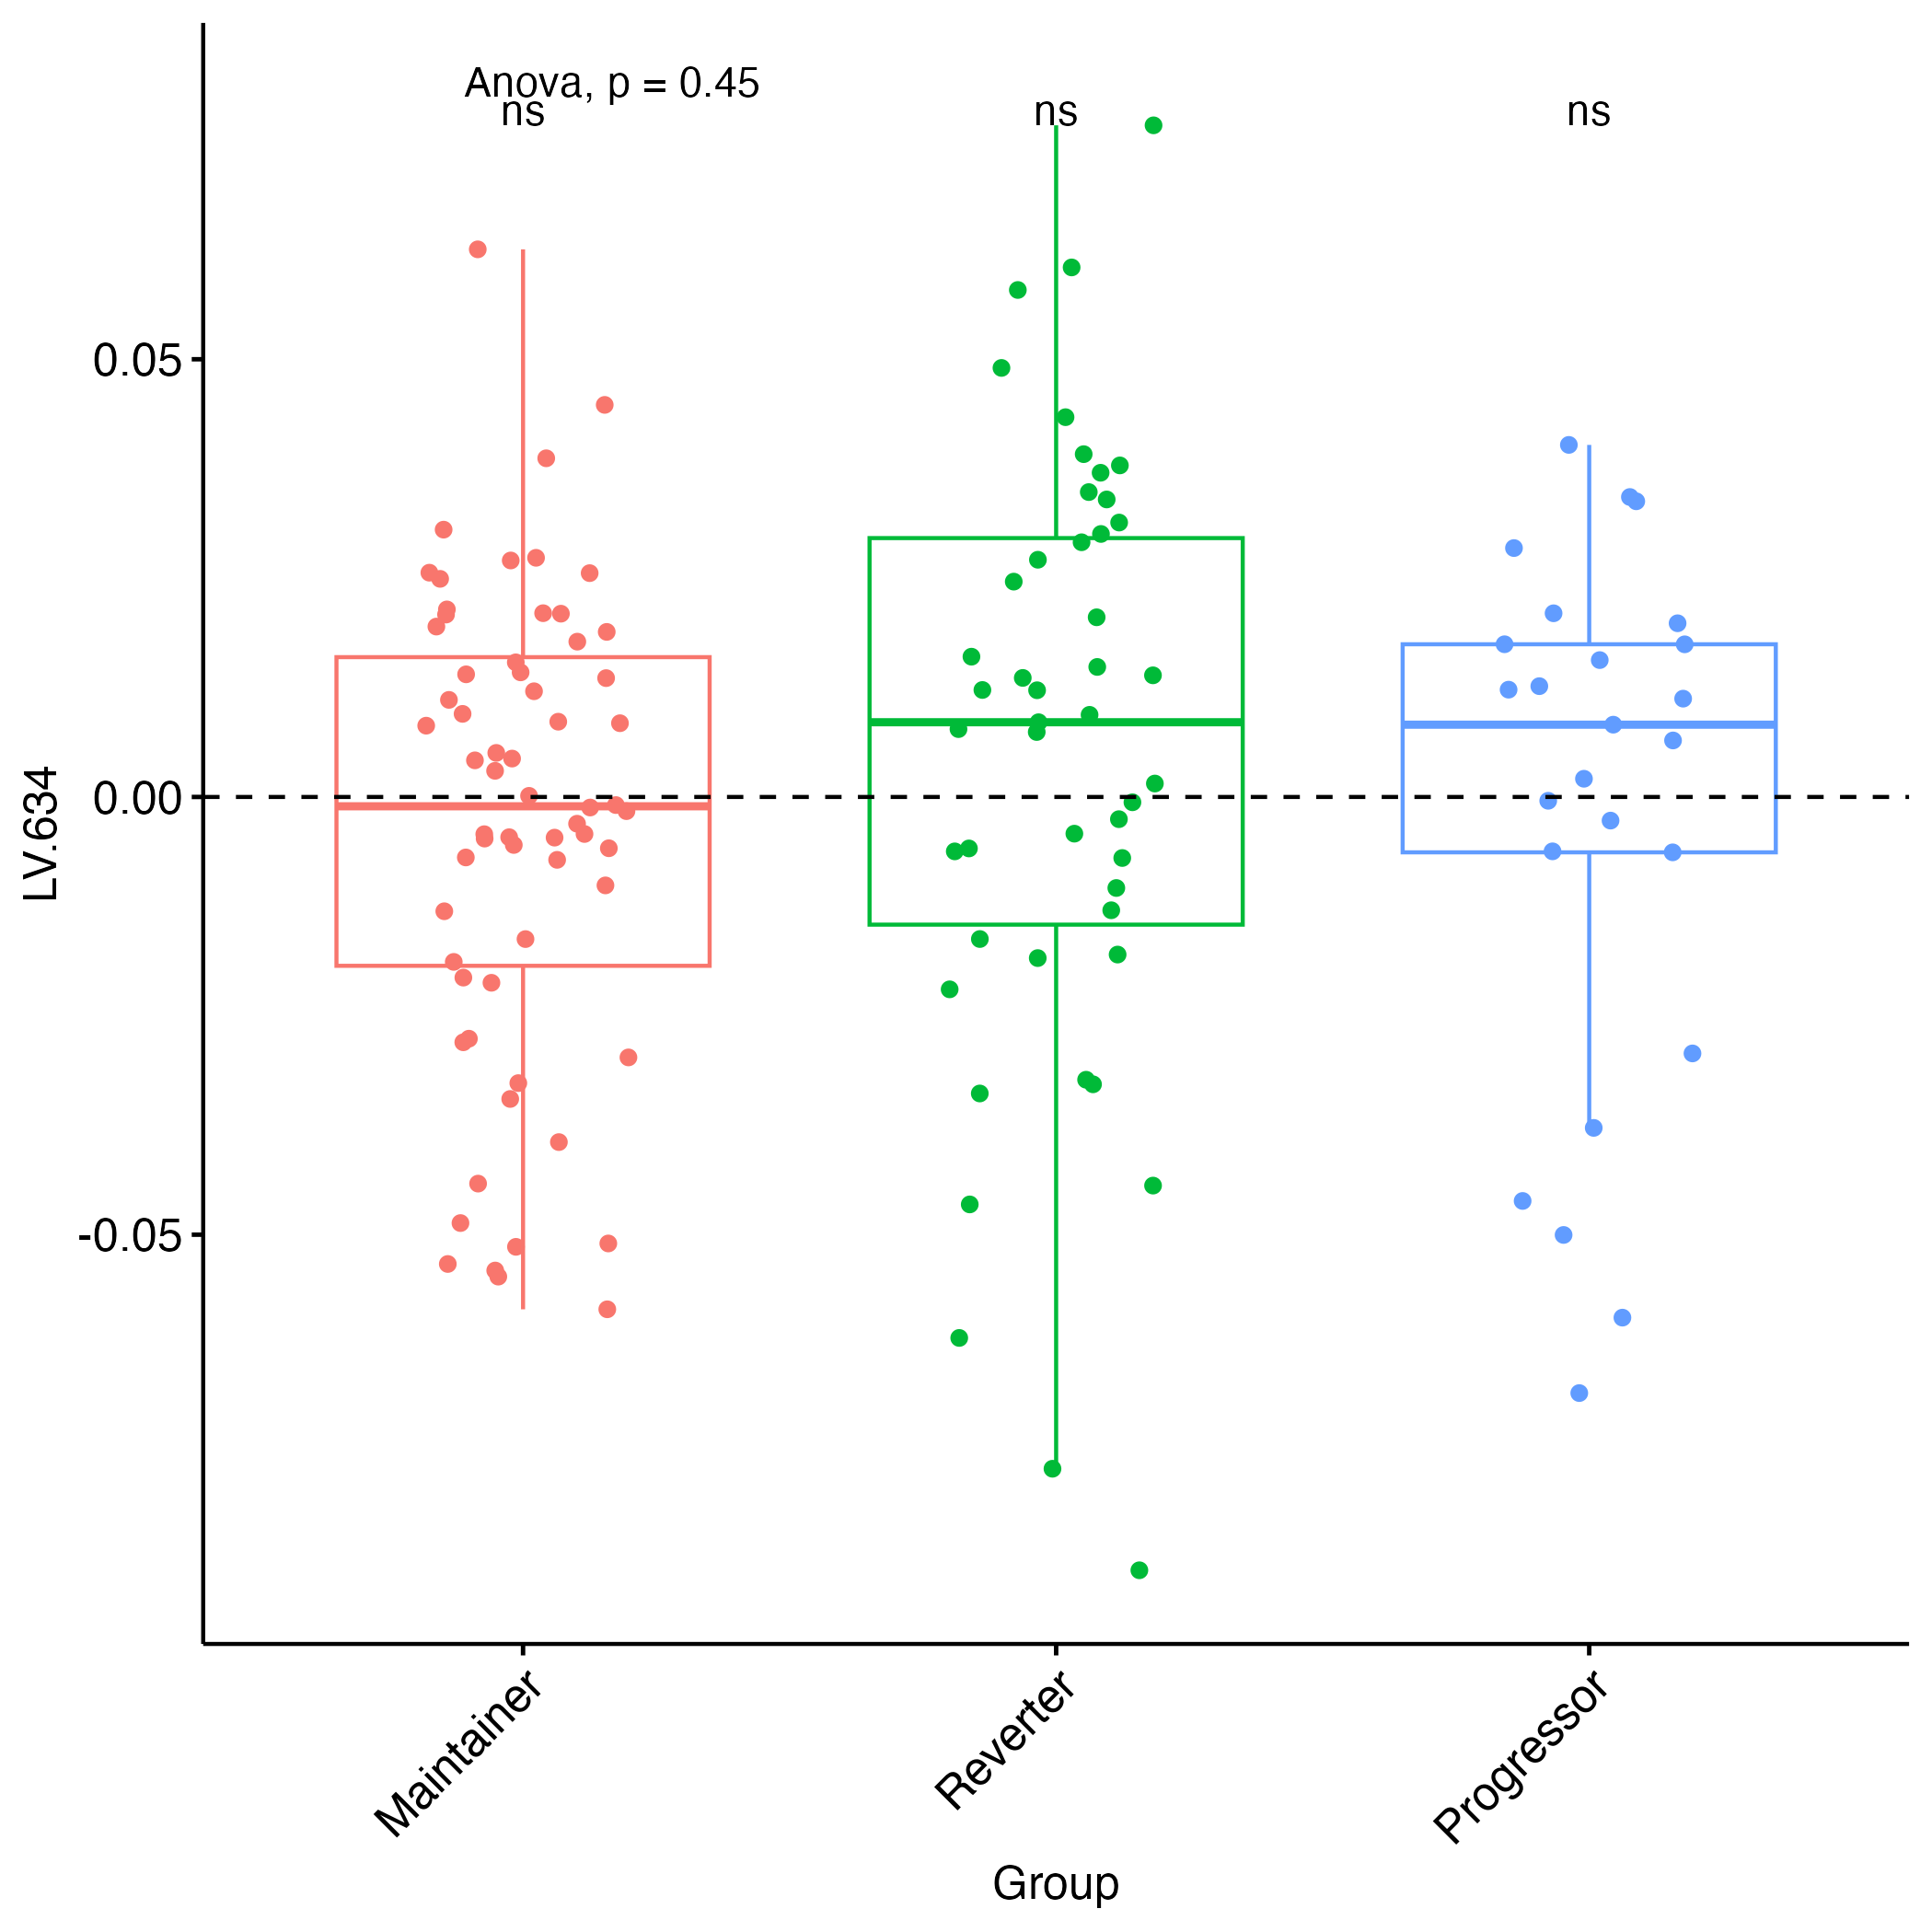 Anova, p = 0.45
ns ns ns
0.05
0.00
-0.05
LV.634
Maintainer Reverter Progressor
Group